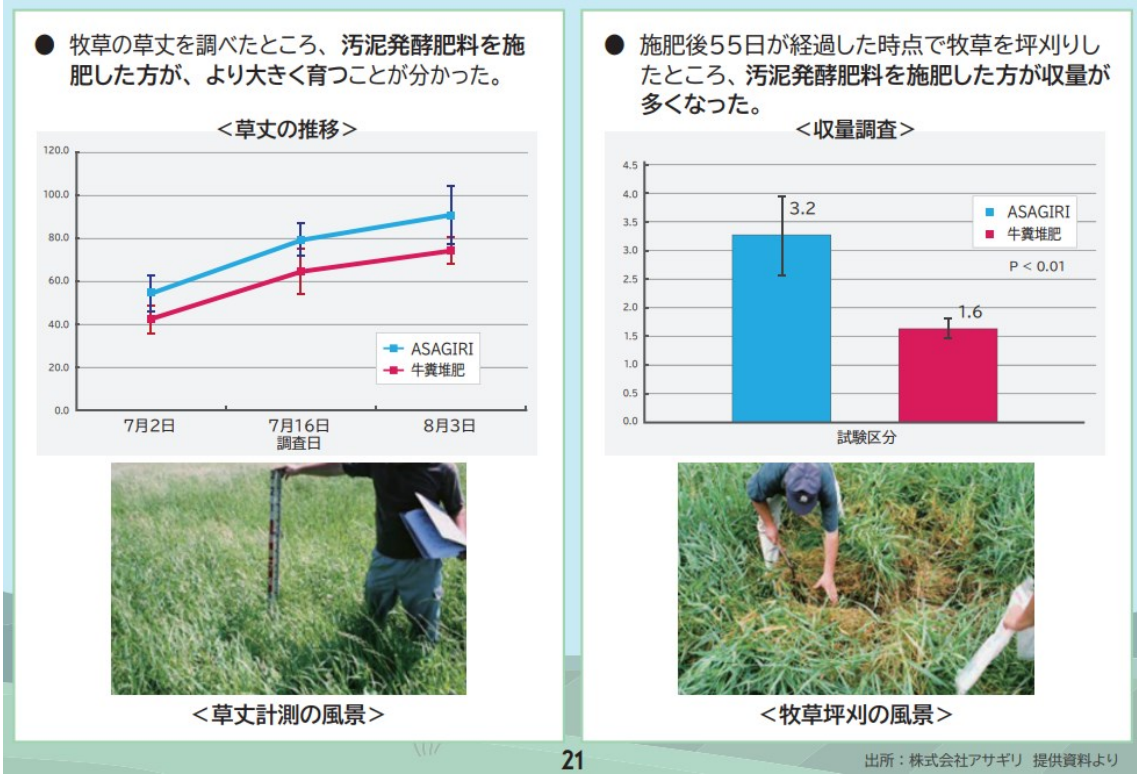 ● 牧草の草丈を調べたところ、汚泥発酵肥料を施
肥した方が、より大きく育つことが分かった。
＜草丈の推移＞
120.0
100.0
80.0
60.0
40.0
20.0
0.0
ASAGIRI
牛糞堆肥
7月2日
7月16日
8月3日
調査日
＜草丈計測の風景＞
● 施肥後55日が経過した時点で牧草を坪刈りし
たところ、汚泥発酵肥料を施肥した方が収量が
多くなった。
＜収量調査＞
4.5
4.0
3.5
3.0
2.5
2.0
1.5
1.0
0.5
0.0
3.2
1.6
ASAGIRI
牛糞堆肥
P < 0.01
試験区分
＜牧草坪刈の風景＞
21
出所：株式会社アサギリ 提供資料より